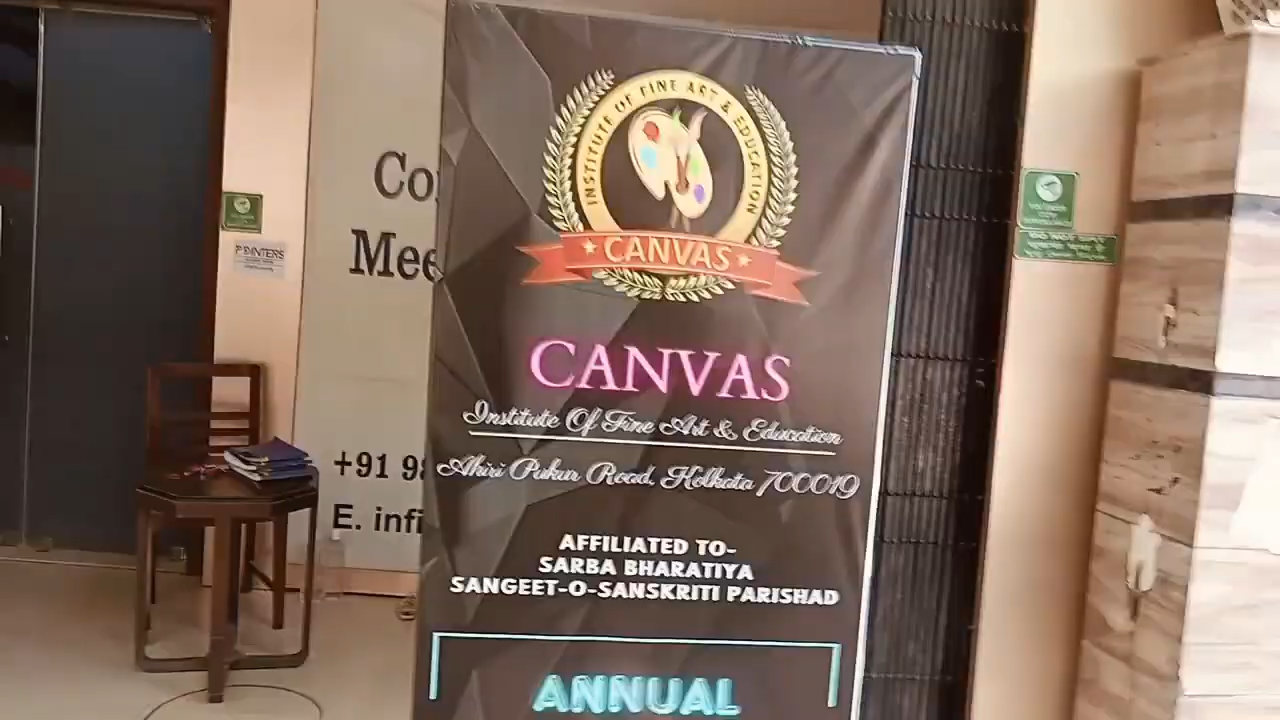 INSTITUTE OF FINE ART & EDUCATION
CANVAS
CANVAS
Institute Of Fine Art & Education
Ahiri Pukur Road, Kolkata 700019
AFFILIATED TO-
SARBA BHARATIYA
SANGEET-O-SANSKRITI PARISHAD
ANNUAL
Co
Mee
+91 98
E. infi